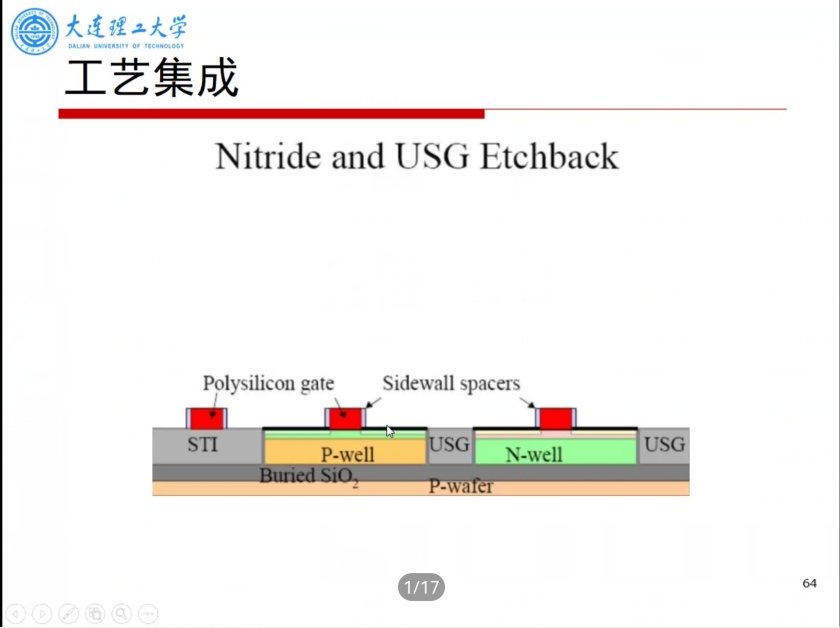 大连理工大学
DALIAN UNIVERSITY OF TECHNOLOGY
工艺集成
Nitride and USG Etchback
Polysilicon gate
Sidewall spacers
STI
P-well
USG
N-well
USG
Buried SiO₂
P-wafer
1/17
64